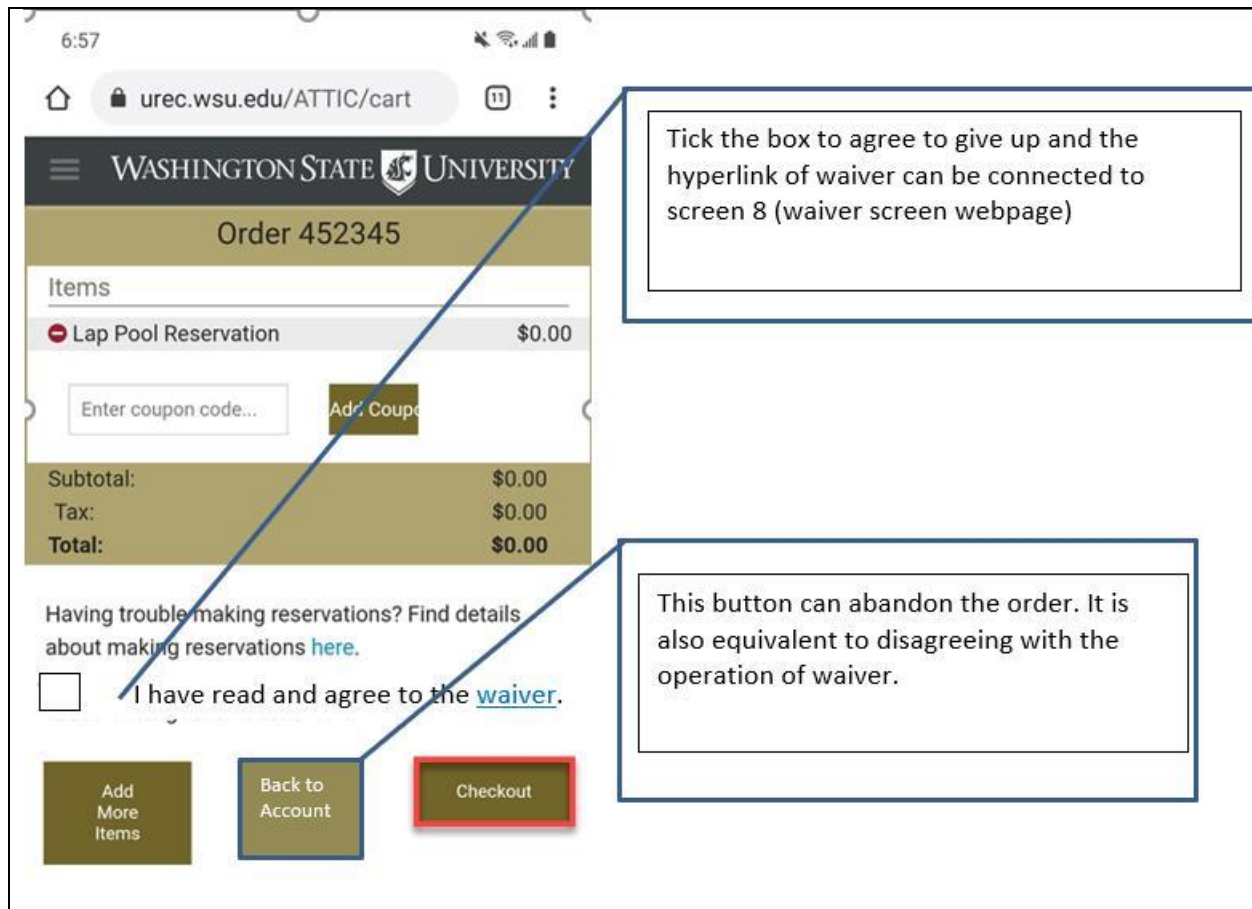 6:57
urec.wsu.edu/ATTIC/cart
11
WASHINGTON STATE UNIVERSITY
Order 452345
Items
Lap Pool Reservation $0.00
Enter coupon code... Add Coupo
Subtotal: $0.00
Tax: $0.00
Total: $0.00
Having trouble making reservations? Find details
about making reservations here.
I have read and agree to the waiver.
Add
More
Items
Back to
Account
Checkout
Tick the box to agree to give up and the
hyperlink of waiver can be connected to
screen 8 (waiver screen webpage)
This button can abandon the order. It is
also equivalent to disagreeing with the
operation of waiver.